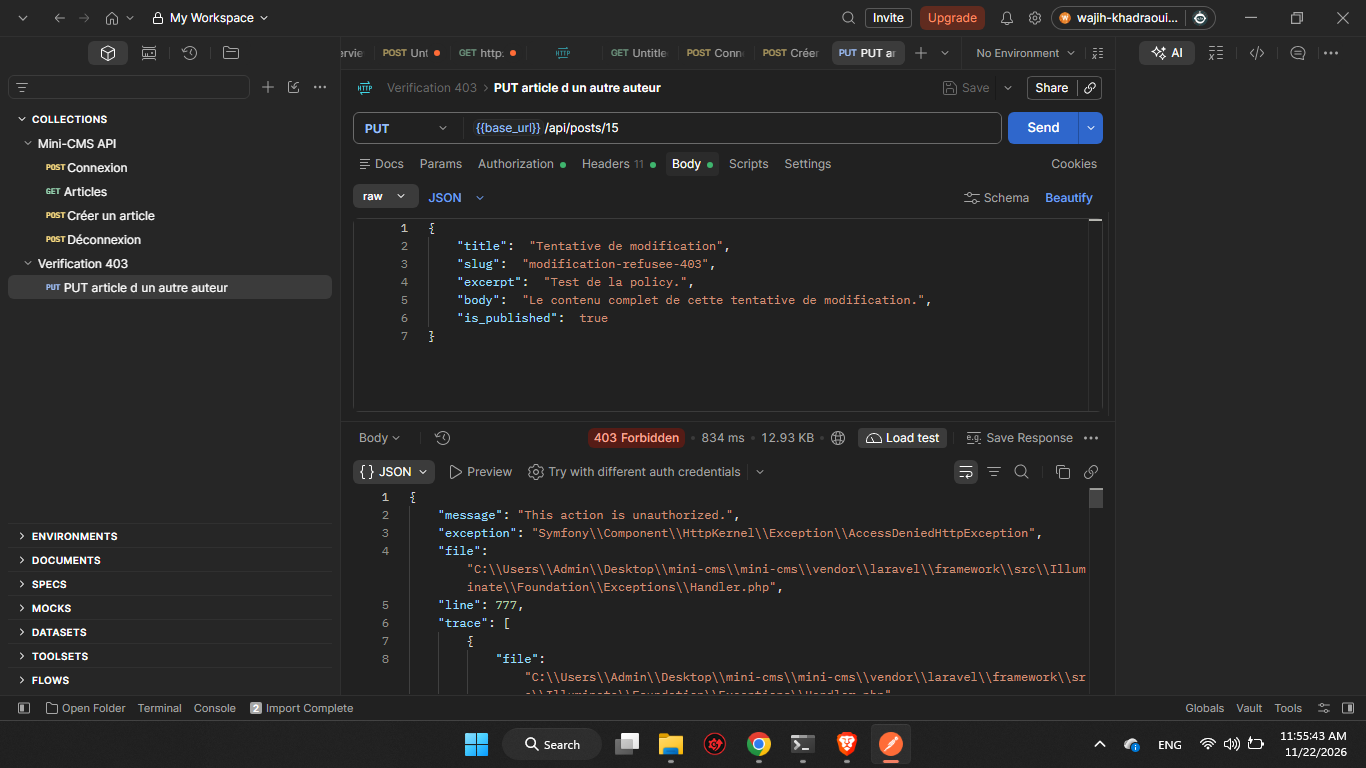 My Workspace
Invite
Upgrade
wajih-khadraoui...
ervie
POST Unt
GET http:
HTTP
GET Untitle
POST Conn
POST Créer
PUT PUT ar
No Environment
AI
HTTP
Verification 403 > PUT article d un autre auteur
Save
Share
COLLECTIONS
Mini-CMS API
POST Connexion
GET Articles
POST Créer un article
POST Déconnexion
Verification 403
PUT PUT article d un autre auteur
ENVIRONMENTS
DOCUMENTS
SPECS
MOCKS
DATASETS
TOOLSETS
FLOWS
PUT
{{base_url}} /api/posts/15
Send
Docs Params Authorization Headers 11 Body Scripts Settings
Cookies
raw
JSON
Schema
Beautify
1 {
2 "title": "Tentative de modification",
3 "slug": "modification-refusee-403",
4 "excerpt": "Test de la policy.",
5 "body": "Le contenu complet de cette tentative de modification.",
6 "is_published": true
7 }
Body
403 Forbidden • 834 ms • 12.93 KB
Load test
e.g. Save Response
{} JSON
Preview
Try with different auth credentials
1 {
2 "message": "This action is unauthorized.",
3 "exception": "Symfony\\Component\\HttpKernel\\Exception\\AccessDeniedHttpException",
4 "file":
"C:\\Users\\Admin\\Desktop\\mini-cms\\mini-cms\\vendor\\laravel\\framework\\src\\Illum
inate\\Foundation\\Exceptions\\Handler.php",
5 "line": 777,
6 "trace": [
7 {
8 "file":
"C:\\Users\\Admin\\Desktop\\mini-cms\\mini-cms\\vendor\\laravel\\framework\\sr
c\\Illuminate\\Foundation\\Exceptions\\Handler.php"
Open Folder
Terminal
Console
2 Import Complete
Globals
Vault
Tools
Search
ENG
11:55:43 AM
11/22/2026